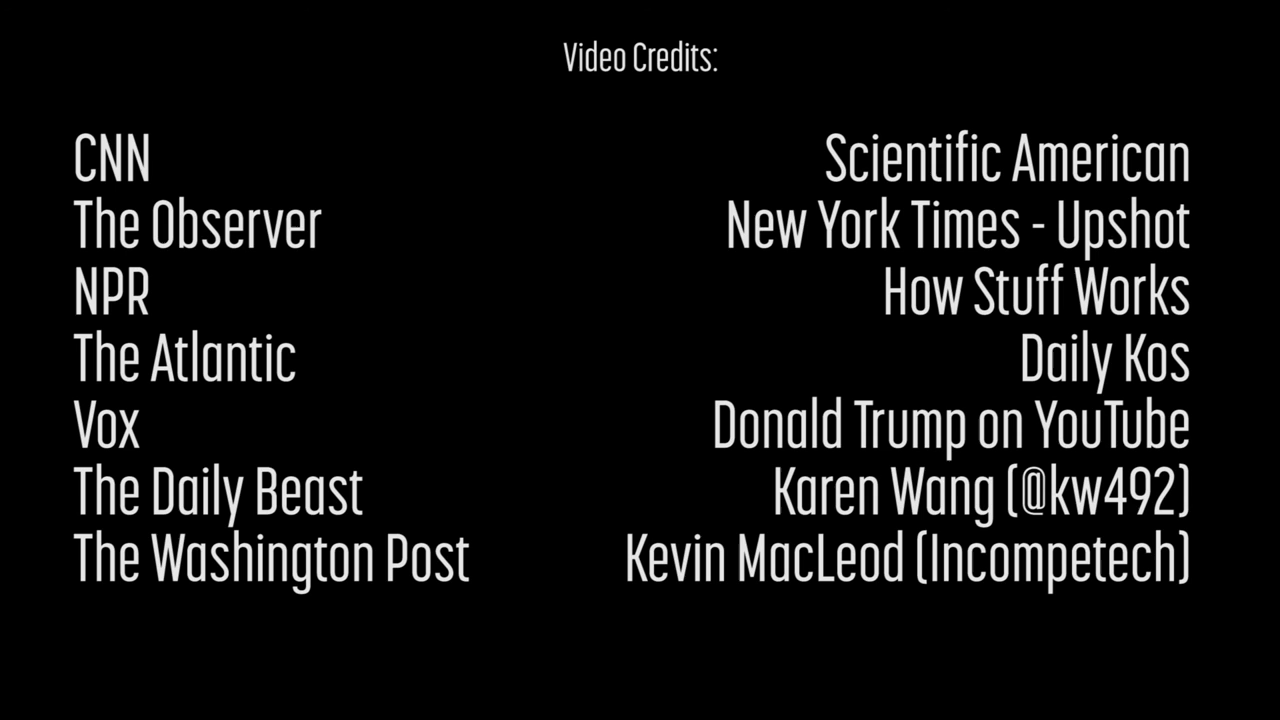 Video Credits:
CNN
The Observer
NPR
The Atlantic
Vox
The Daily Beast
The Washington Post
Scientific American
New York Times - Upshot
How Stuff Works
Daily Kos
Donald Trump on YouTube
Karen Wang (@kw492)
Kevin MacLeod (Incompetech)